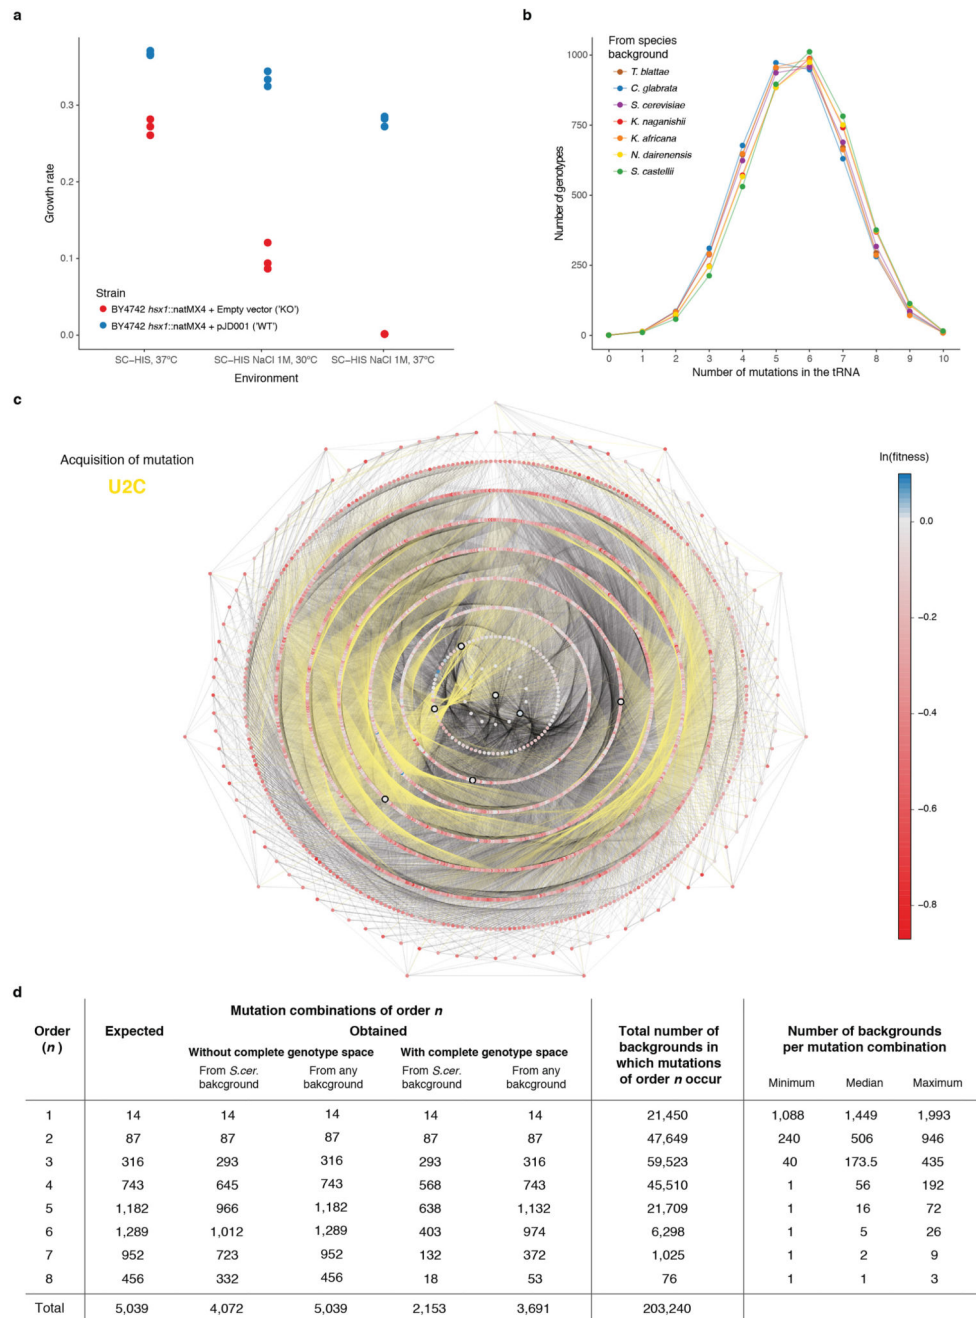 a
Growth rate
0.3
0.2
0.1
0.0
Strain
BY4742 hsx1::natMX4 + Empty vector ('KO')
BY4742 hsx1::natMX4 + pJD001 ('WT')
SC–HIS, 37ºC
SC–HIS NaCl 1M, 30ºC
SC–HIS NaCl 1M, 37ºC
Environment
b
Number of genotypes
1000
750
500
250
0
From species
background
T. blattae
C. glabrata
S. cerevisiae
K. naganishii
K. africana
N. dairenensis
S. castellii
0 1 2 3 4 5 6 7 8 9 10
Number of mutations in the tRNA
c
Acquisition of mutation
U2C
ln(fitness)
0.0
−0.2
−0.4
−0.6
−0.8
d
Mutation combinations of order n
Order
(n )
Expected
Obtained
Without complete genotype space
With complete genotype space
From S.cer.
bakcground
From any
bakcground
From S.cer.
bakcground
From any
bakcground
Total number of
backgrounds in
which mutations
of order n occur
Number of backgrounds
per mutation combination
Minimum Median Maximum
1 14 14 14 14 14 21,450 1,088 1,449 1,993
2 87 87 87 87 87 47,649 240 506 946
3 316 293 316 293 316 59,523 40 173.5 435
4 743 645 743 568 743 45,510 1 56 192
5 1,182 966 1,182 638 1,132 21,709 1 16 72
6 1,289 1,012 1,289 403 974 6,298 1 5 26
7 952 723 952 132 372 1,025 1 2 9
8 456 332 456 18 53 76 1 1 3
Total 5,039 4,072 5,039 2,153 3,691 203,240